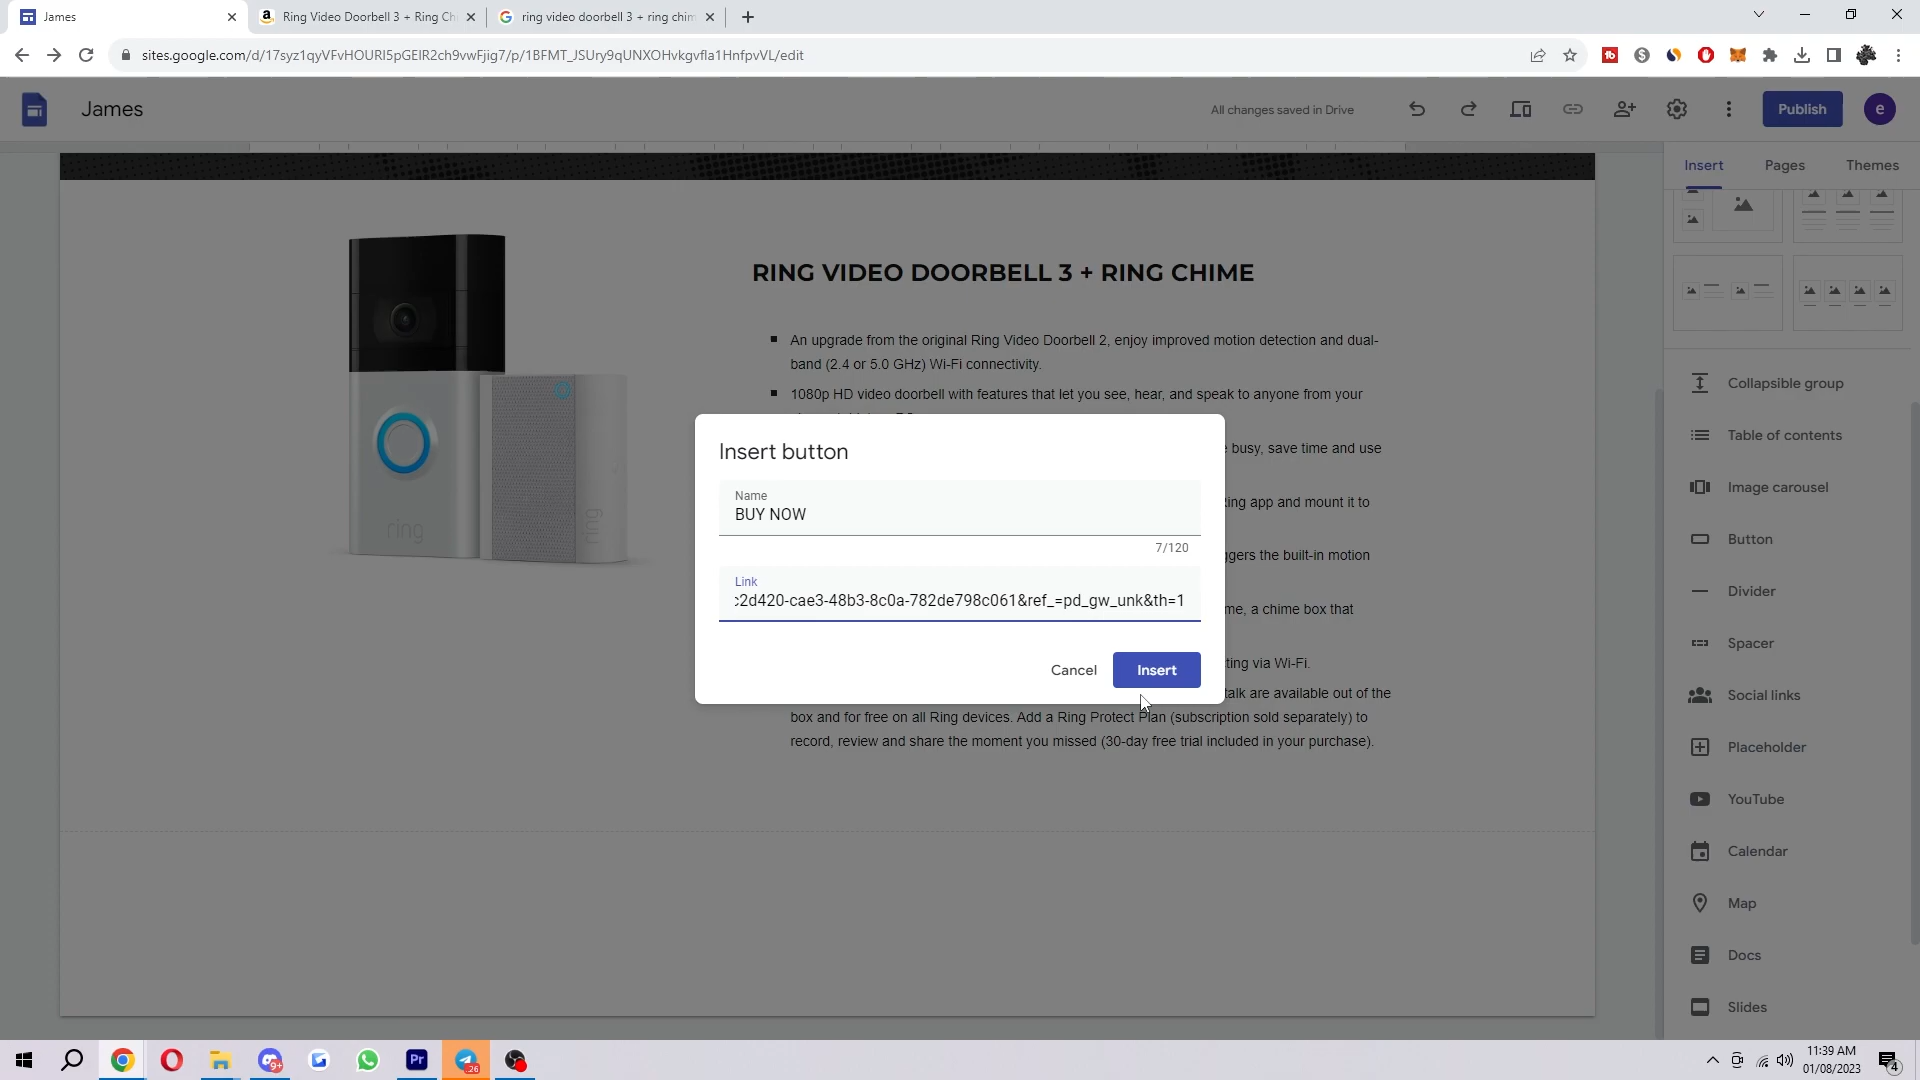 James
Ring Video Doorbell 3 + Ring Ch
ring video doorbell 3 + ring chim
sites.google.com/d/17syz1qyVFvHOURI5pGEIR2ch9vwFjig7/p/1BFMT_JSUry9qUNXOHvkgvfla1HnfpvVL/edit
James
All changes saved in Drive
Publish
e
Insert
Pages
Themes
RING VIDEO DOORBELL 3 + RING CHIME
An upgrade from the original Ring Video Doorbell 2, enjoy improved motion detection and dual-
band (2.4 or 5.0 GHz) Wi-Fi connectivity.
1080p HD video doorbell with features that let you see, hear, and speak to anyone from your
busy, save time and use
ing app and mount it to
ggers the built-in motion
me, a chime box that
ting via Wi-Fi.
talk are available out of the
box and for free on all Ring devices. Add a Ring Protect Plan (subscription sold separately) to
record, review and share the moment you missed (30-day free trial included in your purchase).
ring
ring
Insert button
Name
BUY NOW
7/120
Link
c2d420-cae3-48b3-8c0a-782de798c061&ref_=pd_gw_unk&th=1
Cancel
Insert
Collapsible group
Table of contents
Image carousel
Button
Divider
Spacer
Social links
Placeholder
YouTube
Calendar
Map
Docs
Slides
9+
Pr
26
11:39 AM
01/08/2023
4